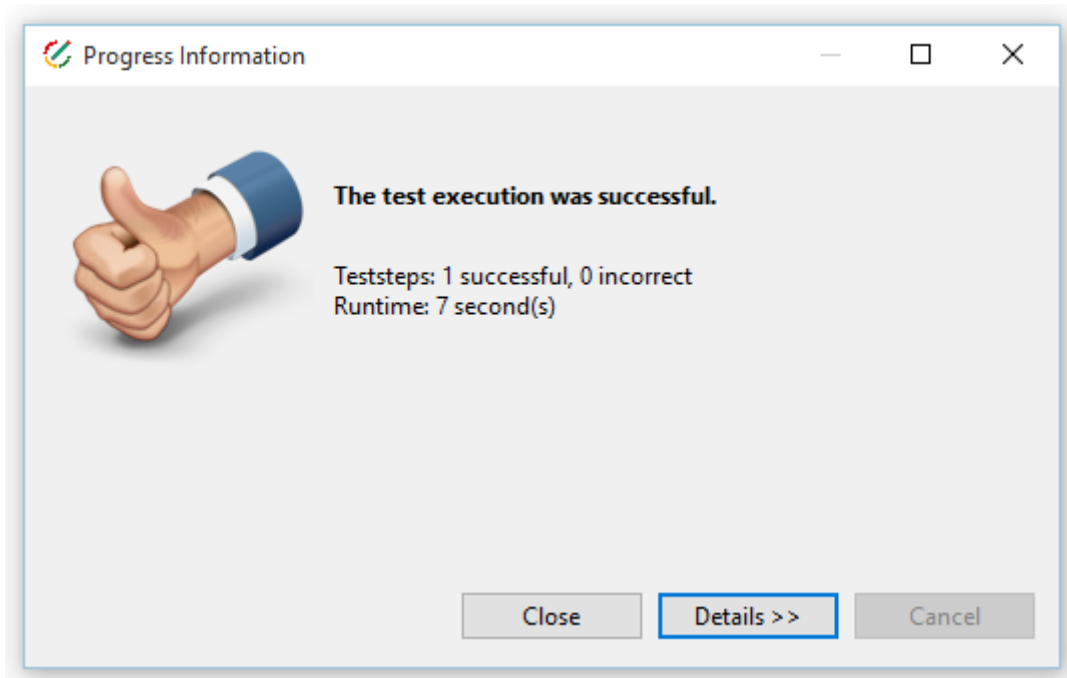 Progress Information
The test execution was successful.
Teststeps: 1 successful, 0 incorrect
Runtime: 7 second(s)
Close
Details >>
Cancel